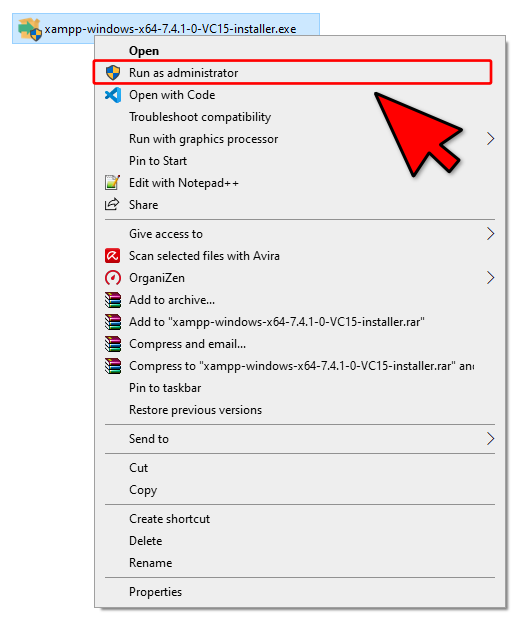 xampp-windows-x64-7.4.1-0-VC15-installer.exe
Open
Run as administrator
Open with Code
Troubleshoot compatibility
Run with graphics processor
Pin to Start
Edit with Notepad++
Share
Give access to
Scan selected files with Avira
OrganiZen
Add to archive...
Add to "xampp-windows-x64-7.4.1-0-VC15-installer.rar"
Compress and email...
Compress to "xampp-windows-x64-7.4.1-0-VC15-installer.rar" and
Pin to taskbar
Restore previous versions
Send to
Cut
Copy
Create shortcut
Delete
Rename
Properties